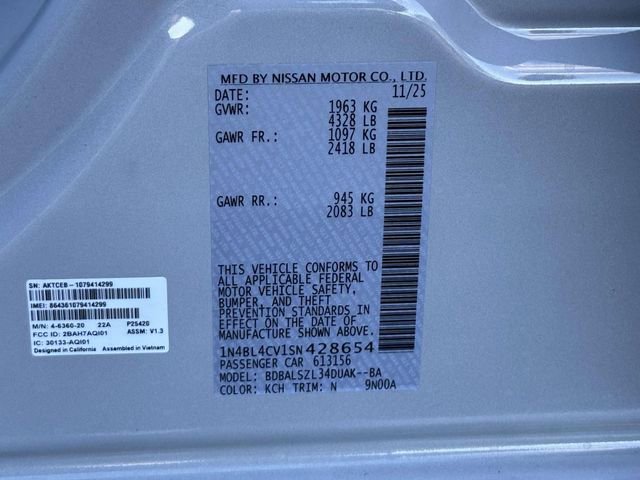 MFD BY NISSAN MOTOR CO., LTD.
DATE: 11/25
GVWR: 1963 KG
4328 LB
GAWR FR.: 1097 KG
2418 LB
GAWR RR.: 945 KG
2083 LB
THIS VEHICLE CONFORMS TO
ALL APPLICABLE FEDERAL
MOTOR VEHICLE SAFETY,
BUMPER, AND THEFT
PREVENTION STANDARDS IN
EFFECT ON THE DATE OF
MANUFACTURE SHOWN ABOVE.
1N4BL4CV1SN428654
PASSENGER CAR 613156
MODEL: BDBALSZL34DUAK--BA
COLOR: KCH TRIM: N 9N00A
SN: AKTCEB-1079414299
IMEI: 864361079414299
M/N: 4-6360-20 22A P25420
FCC ID: 2BAH7AQI01 ASSM: V1.3
IC: 30133-AQI01
Designed in California Assembled in Vietnam